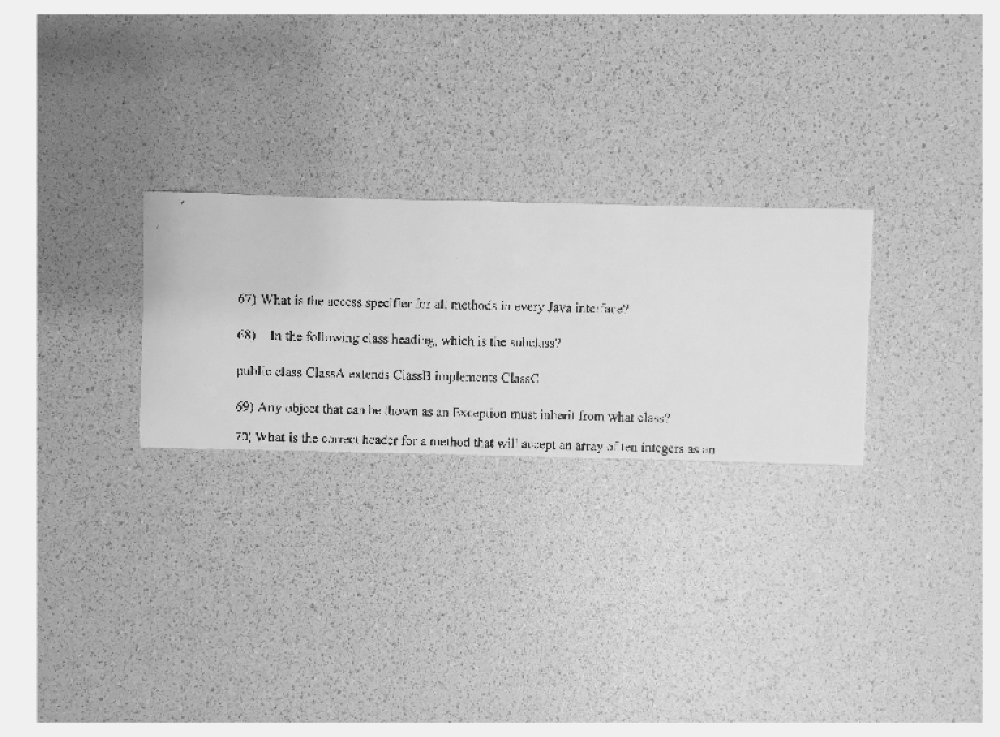 67) What is the access specifier for all methods in every Java interface?
68) In the following class heading, which is the subclass?
public class ClassA extends ClassB implements ClassC
69) Any object that can be thown as an Exception must inherit from what class?
70) What is the correct header for a method that will accept an array of ten integers as an